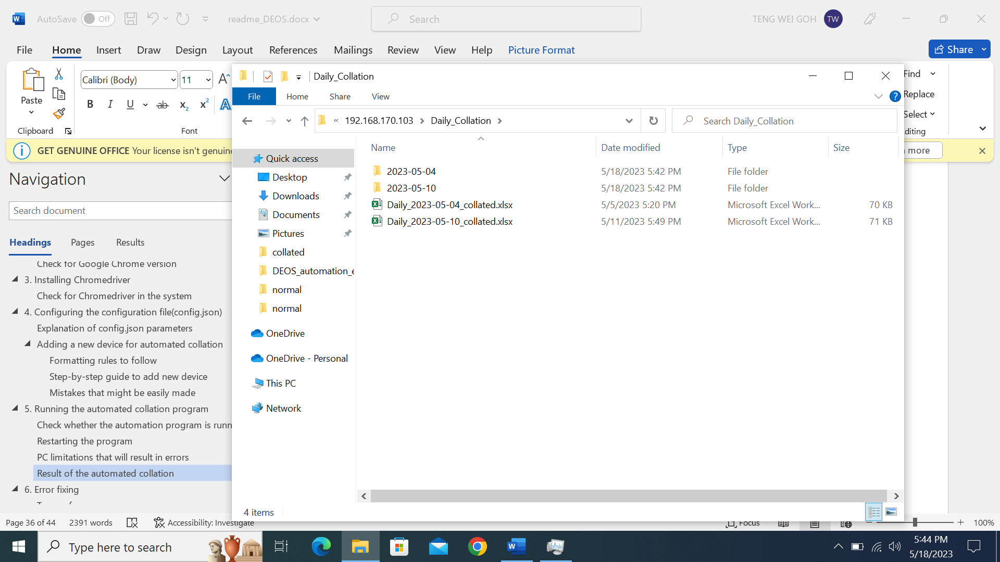 AutoSave Off readme_DEOS.docx Search TENG WEI GOH TW
File Home Insert Draw Design Layout References Mailings Review View Help Picture Format Share
Paste
Clipboard
Calibri (Body) 11
B I U ab x2 x2 A
Font
Find
Replace
Select
GET GENUINE OFFICE Your license isn't genuine
more
Navigation
Search document
Headings Pages Results
Check for Google Chrome version
3. Installing Chromedriver
Check for Chromedriver in the system
4. Configuring the configuration file(config.json)
Explanation of config.json parameters
Adding a new device for automated collation
Formatting rules to follow
Step-by-step guide to add new device
Mistakes that might be easily made
5. Running the automated collation program
Check whether the automation program is runn
Restarting the program
PC limitations that will result in errors
Result of the automated collation
6. Error fixing
Daily_Collation
File Home Share View
« 192.168.170.103 > Daily_Collation >
Search Daily_Collation
Quick access
Desktop
Downloads
Documents
Pictures
collated
DEOS_automation_e
normal
normal
OneDrive
OneDrive - Personal
This PC
Network
Name Date modified Type Size
2023-05-04 5/18/2023 5:42 PM File folder
2023-05-10 5/18/2023 5:42 PM File folder
Daily_2023-05-04_collated.xlsx 5/5/2023 5:20 PM Microsoft Excel Work... 70 KB
Daily_2023-05-10_collated.xlsx 5/11/2023 5:49 PM Microsoft Excel Work... 71 KB
4 items
Page 36 of 44 2391 words Accessibility: Investigate Focus 100%
Type here to search
5:44 PM
5/18/2023